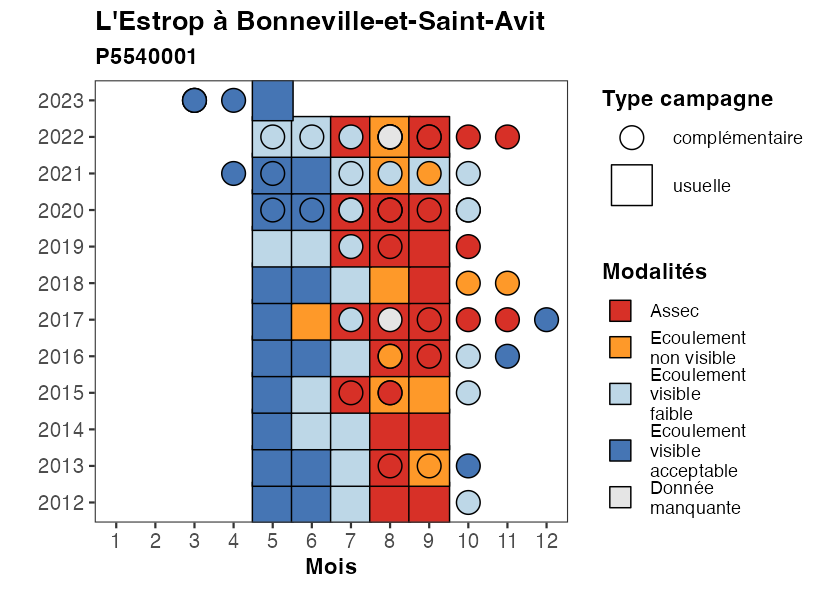 L'Estrop à Bonneville-et-Saint-Avit
P5540001
2023
2022
2021
2020
2019
2018
2017
2016
2015
2014
2013
2012
1 2 3 4 5 6 7 8 9 10 11 12
Mois
Type campagne
complémentaire
usuelle
Modalités
Assec
Ecoulement
non visible
Ecoulement
visible
faible
Ecoulement
visible
acceptable
Donnée
manquante